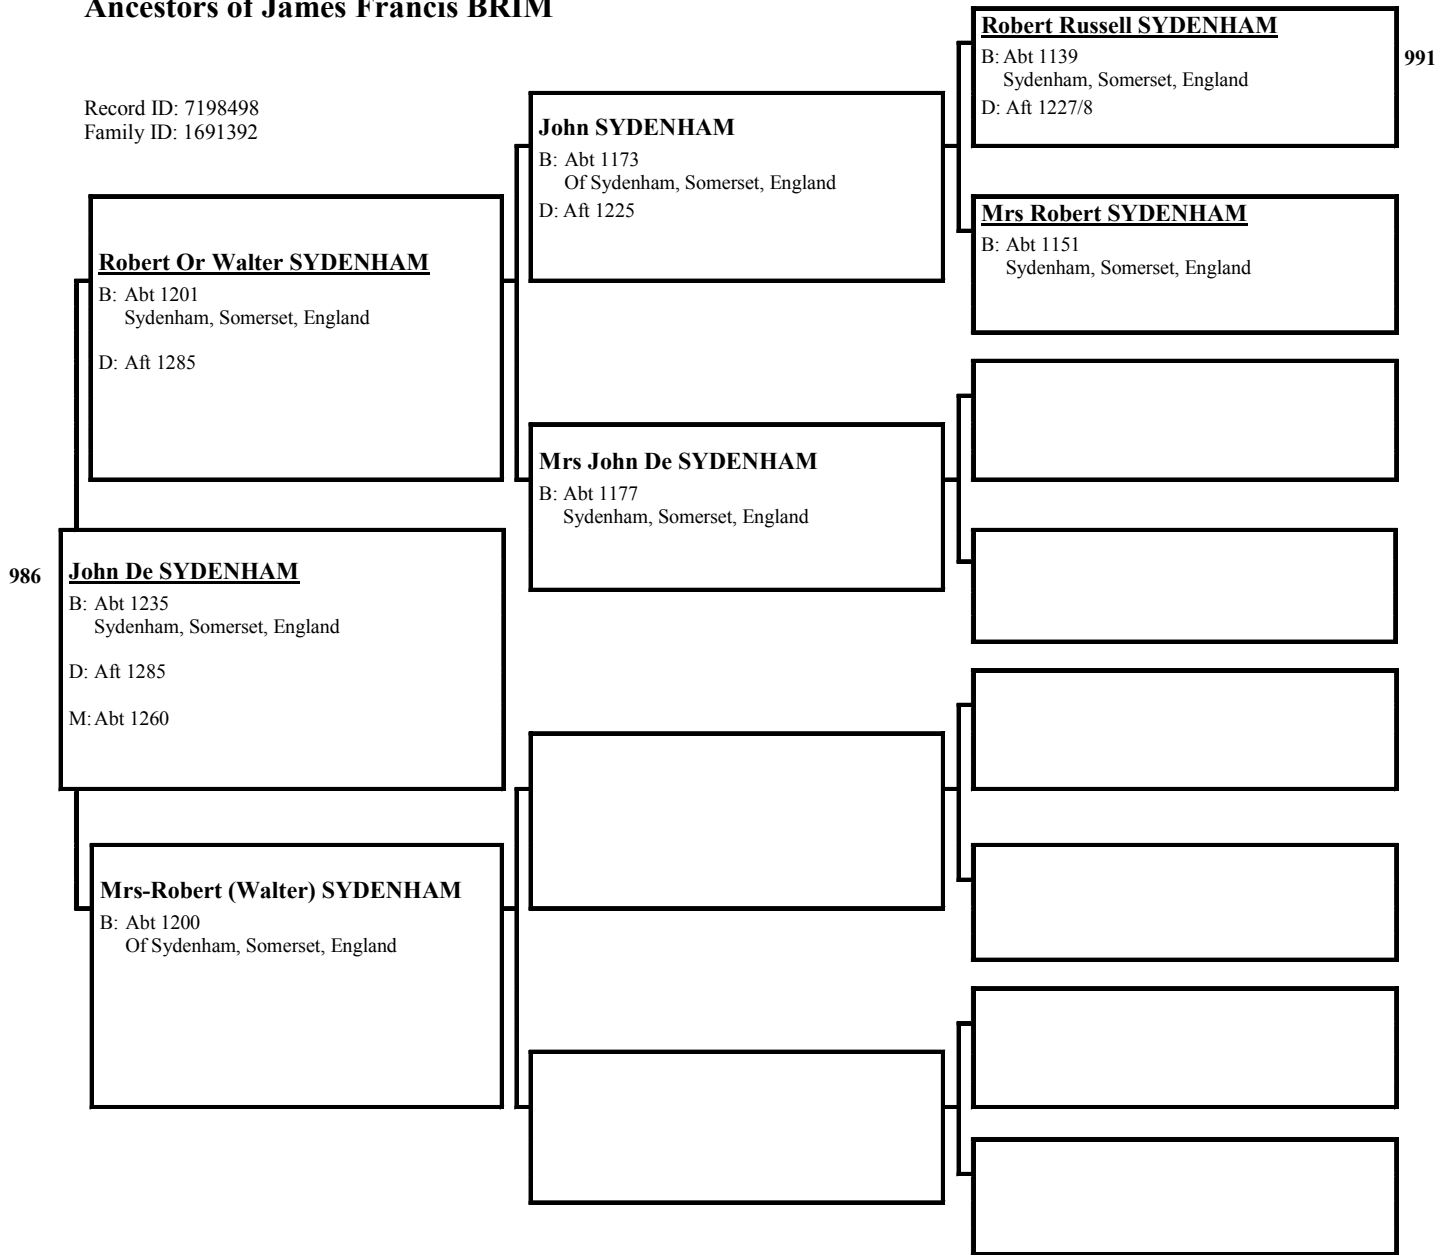 Ancestors of James Francis BRIM
Record ID: 7198498
Family ID: 1691392
Robert Russell SYDENHAM
B: Abt 1139
Sydenham, Somerset, England
D: Aft 1227/8
991
John SYDENHAM
B: Abt 1173
Of Sydenham, Somerset, England
D: Aft 1225
Mrs Robert SYDENHAM
B: Abt 1151
Sydenham, Somerset, England
Robert Or Walter SYDENHAM
B: Abt 1201
Sydenham, Somerset, England
D: Aft 1285
Mrs John De SYDENHAM
B: Abt 1177
Sydenham, Somerset, England
986
John De SYDENHAM
B: Abt 1235
Sydenham, Somerset, England
D: Aft 1285
M: Abt 1260
Mrs-Robert (Walter) SYDENHAM
B: Abt 1200
Of Sydenham, Somerset, England